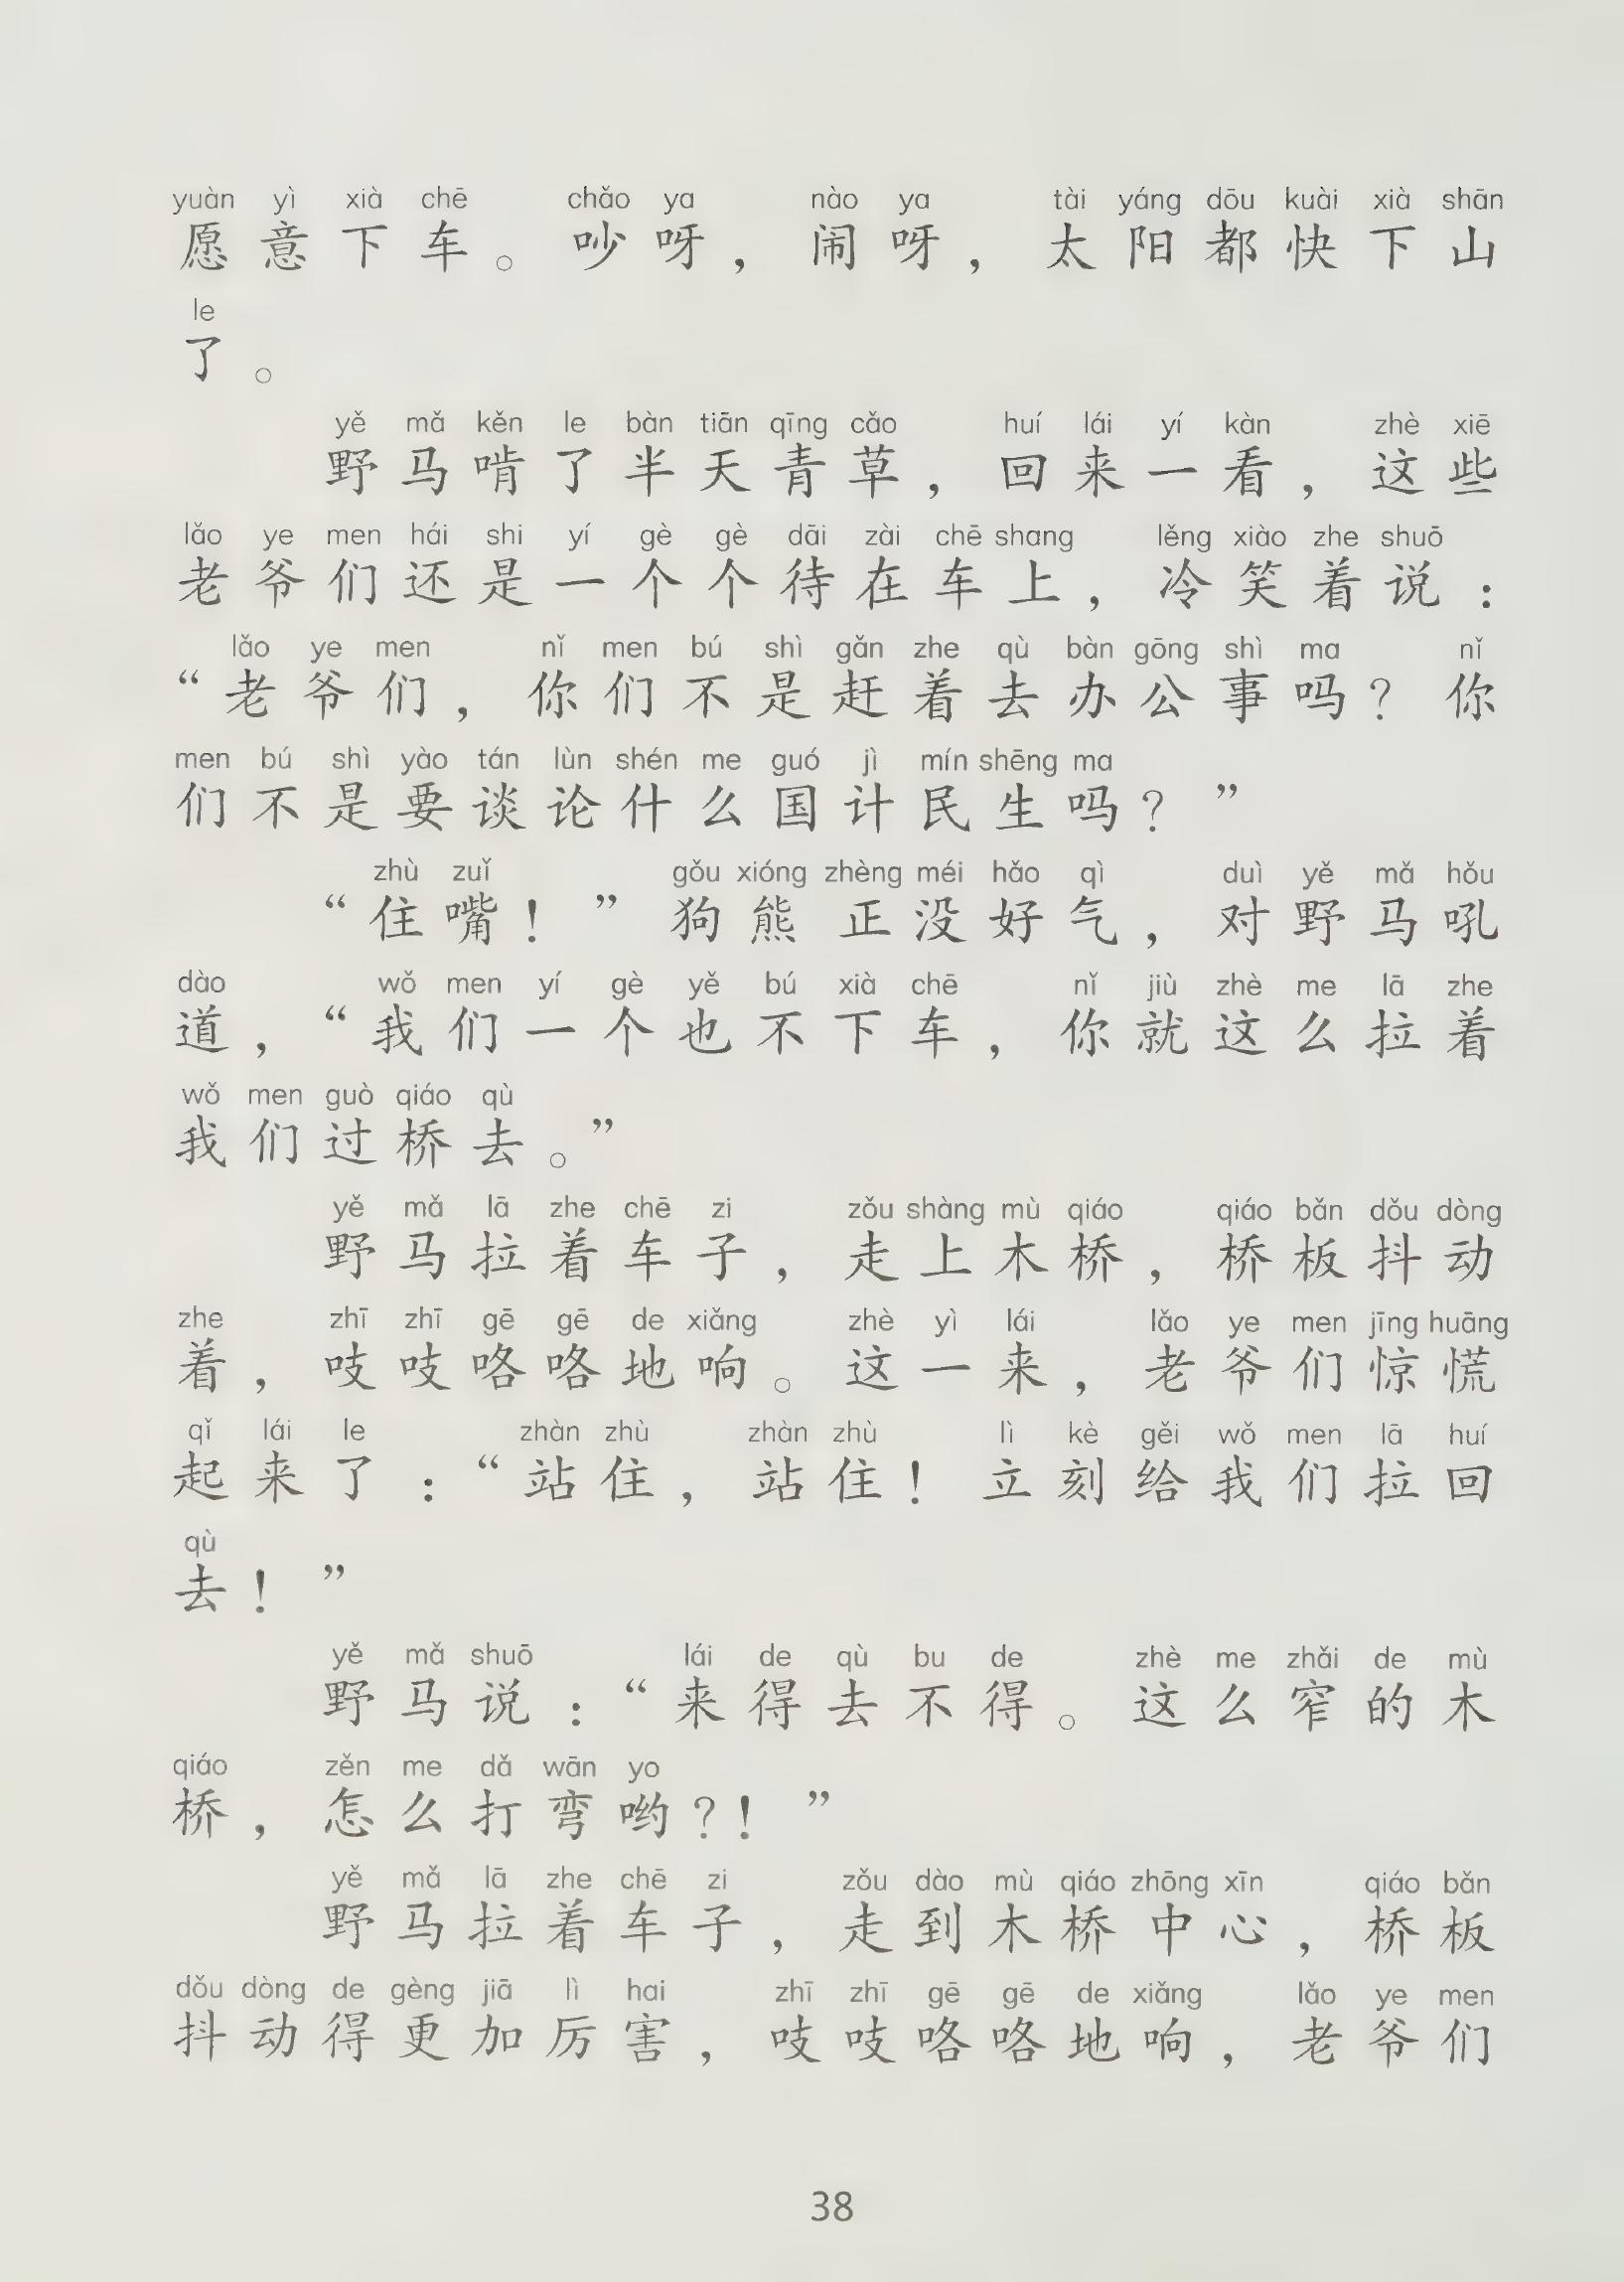 yuàn yì xià chē chǎo ya nào ya tài yáng dōu kuài xià shān
愿意下车。吵呀，闹呀，太阳都快下山
le
了。
yě mǎ kěn le bàn tiān qīng cǎo huí lái yí kàn zhè xiē
野马啃了半天青草，回来一看，这些
lǎo ye men hái shi yí gè gè dāi zài chē shang lěng xiào zhe shuō
老爷们还是一个个待在车上，冷笑着说：
lǎo ye men nǐ men bú shì gǎn zhe qù bàn gōng shì ma nǐ
“老爷们，你们不是赶着去办公事吗？你
men bú shì yào tán lùn shén me guó jì mín shēng ma
们不是要谈论什么国计民生吗？”
zhù zuǐ gǒu xióng zhèng méi hǎo qì duì yě mǎ hǒu
“住嘴！”狗熊正没好气，对野马吼
dào wǒ men yí gè yě bú xià chē nǐ jiù zhè me lā zhe
道，“我们一个也不下车，你就这么拉着
wǒ men guò qiáo qù
我们过桥去。”
yě mǎ lā zhe chē zi zǒu shàng mù qiáo qiáo bǎn dǒu dòng
野马拉着车子，走上木桥，桥板抖动
zhe zhī zhī gē gē de xiǎng zhè yì lái lǎo ye men jīng huāng
着，吱吱咯咯地响。这一来，老爷们惊慌
qǐ lái le zhàn zhù zhàn zhù lì kè gěi wǒ men lā huí
起来了：“站住，站住！立刻给我们拉回
qù
去！”
yě mǎ shuō lái de qù bu de zhè me zhǎi de mù
野马说：“来得去不得。这么窄的木
qiáo zěn me dǎ wān yo
桥，怎么打弯哟？！”
yě mǎ lā zhe chē zi zǒu dào mù qiáo zhōng xīn qiáo bǎn
野马拉着车子，走到木桥中心，桥板
dǒu dòng de gèng jiā lì hai zhī zhī gē gē de xiǎng lǎo ye men
抖动得更加厉害，吱吱咯咯地响，老爷们
38